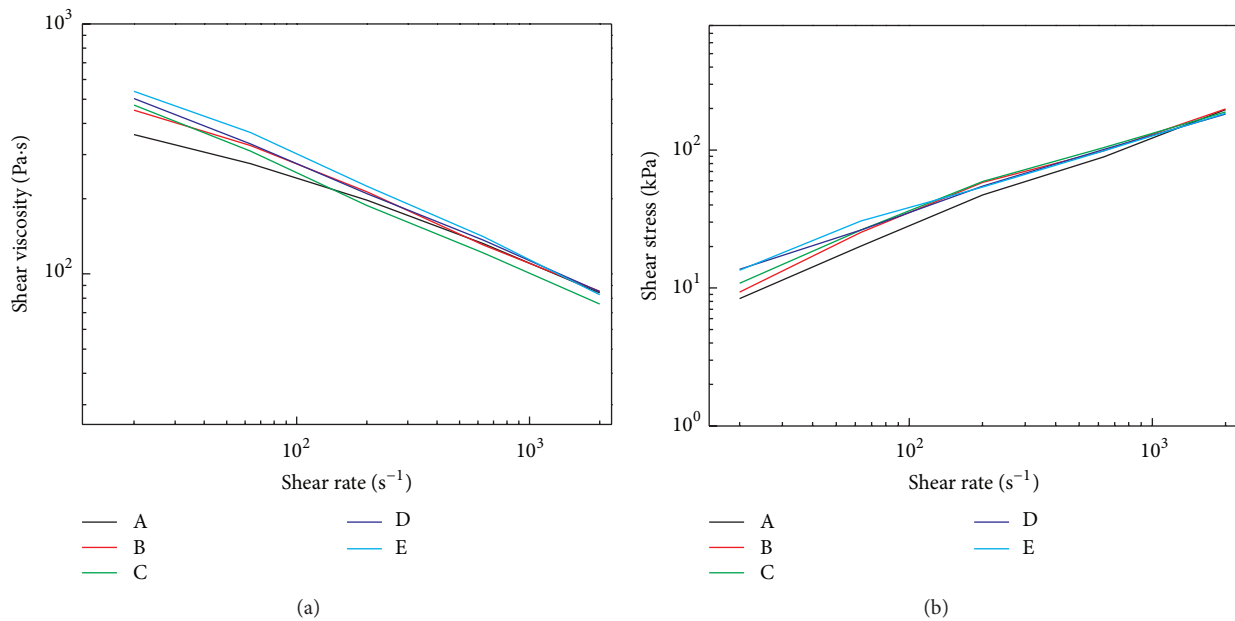 10³
10²
Shear viscosity (Pa·s)
10² 10³
Shear rate (s⁻¹)
A
B
C
D
E
(a)
10²
10¹
10⁰
Shear stress (kPa)
10² 10³
Shear rate (s⁻¹)
A
B
C
D
E
(b)